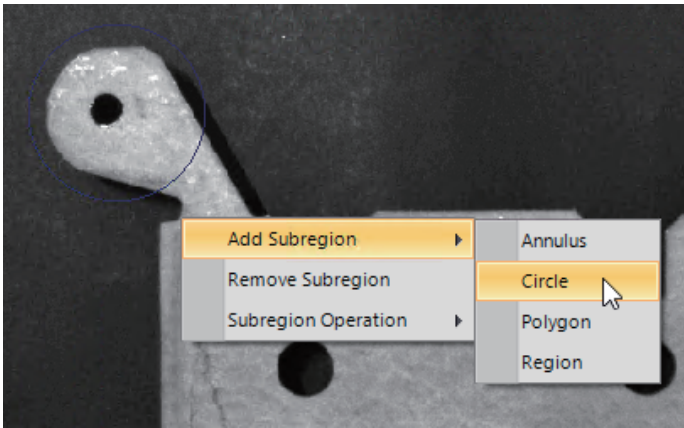 Add Subregion
Remove Subregion
Subregion Operation
Annulus
Circle
Polygon
Region